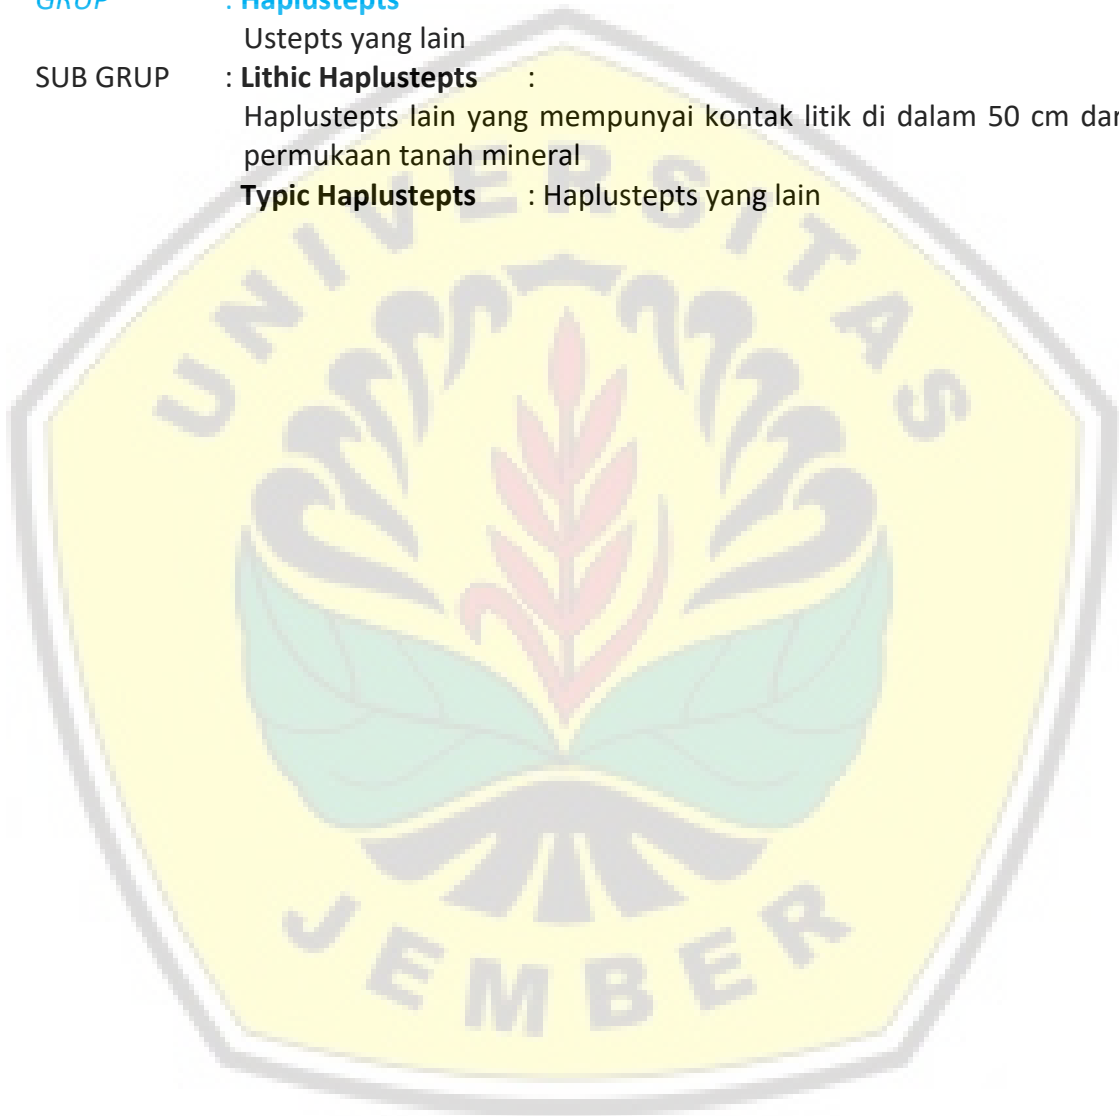 GRUP : Haplustepts
Ustepts yang lain
SUB GRUP : Lithic Haplustepts :
Haplustepts lain yang mempunyai kontak litik di dalam 50 cm dar
permukaan tanah mineral
Typic Haplustepts : Haplustepts yang lain
UNIVERSITAS
JEMBER